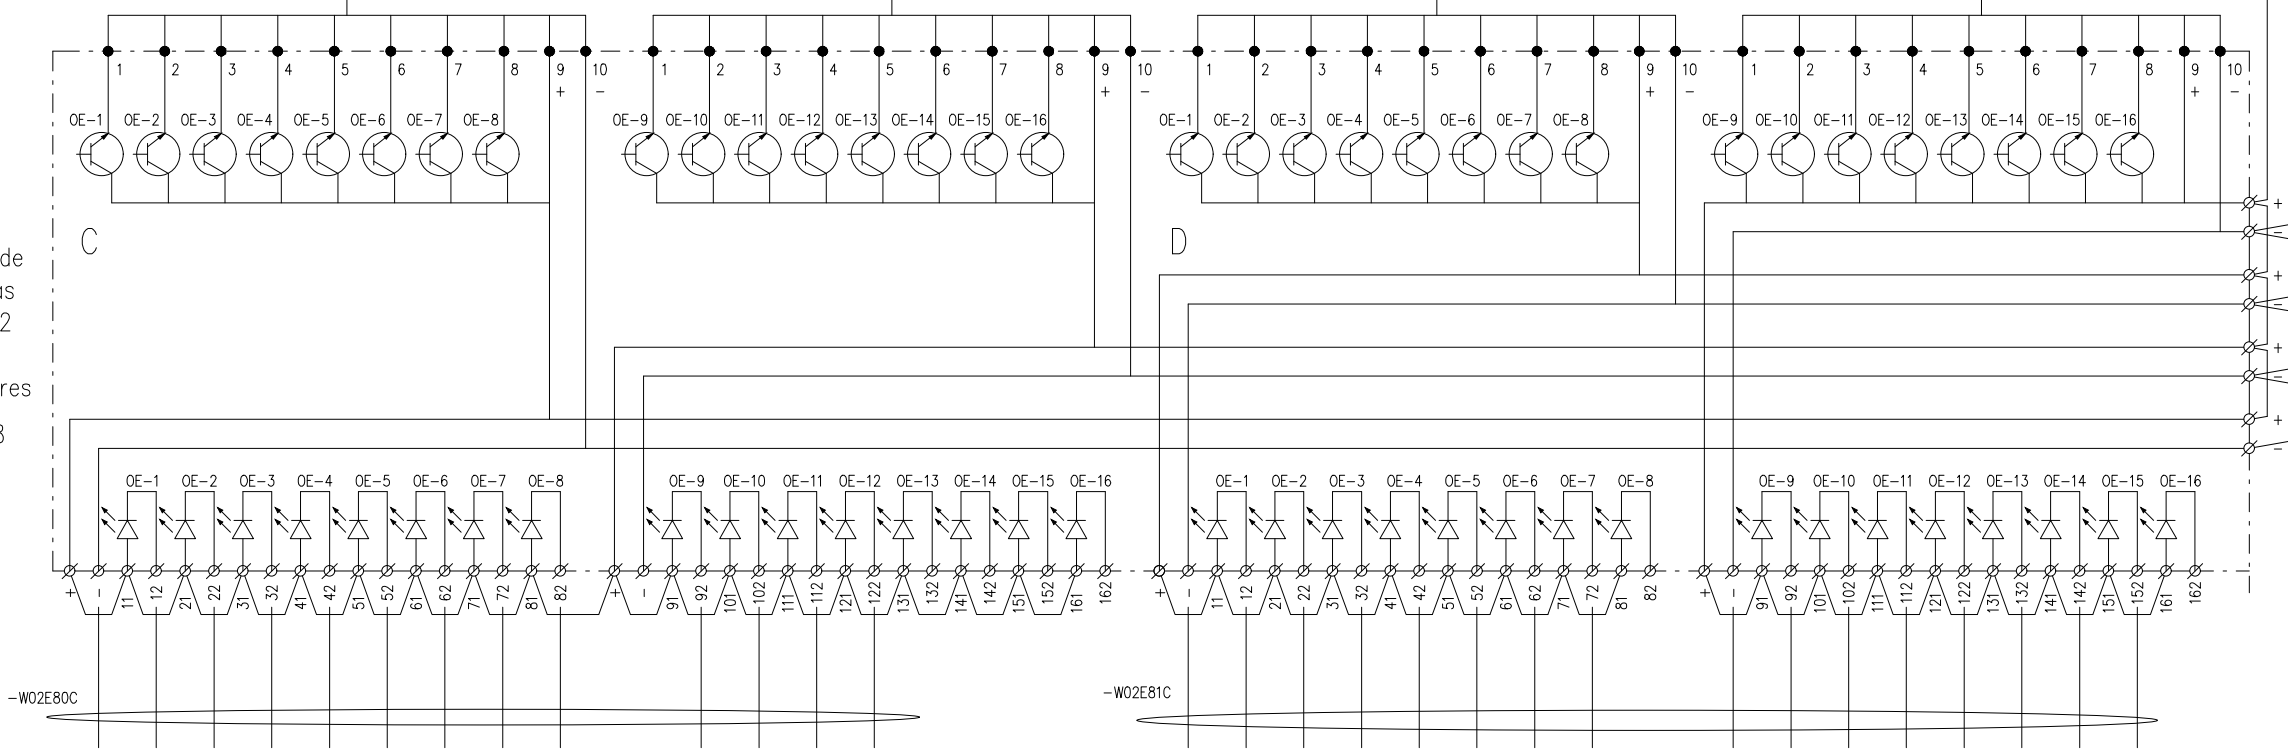 1 2 3 4 5 6 7 8 9 10 1 2 3 4 5 6 7 8 9 10 1 2 3 4 5 6 7 8 9 10 1 2 3 4 5 6 7 8 9 10
+ - + - + - + -
OE-1 OE-2 OE-3 OE-4 OE-5 OE-6 OE-7 OE-8 OE-9 OE-10 OE-11 OE-12 OE-13 OE-14 OE-15 OE-16 OE-1 OE-2 OE-3 OE-4 OE-5 OE-6 OE-7 OE-8 OE-9 OE-10 OE-11 OE-12 OE-13 OE-14 OE-15 OE-16
+
-
C D
de
+
as
-
2
+
-
res
+
3
-
OE-1 OE-2 OE-3 OE-4 OE-5 OE-6 OE-7 OE-8 OE-9 OE-10 OE-11 OE-12 OE-13 OE-14 OE-15 OE-16 OE-1 OE-2 OE-3 OE-4 OE-5 OE-6 OE-7 OE-8 OE-9 OE-10 OE-11 OE-12 OE-13 OE-14 OE-15 OE-16
+ - 11 12 21 22 31 32 41 42 51 52 61 62 71 72 81 82 + - 91 92 101 102 111 112 121 122 131 132 141 142 151 152 161 162 + - 11 12 21 22 31 32 41 42 51 52 61 62 71 72 81 82 + - 91 92 101 102 111 112 121 122 131 132 141 142 151 152 161 162
-W02E80C -W02E81C